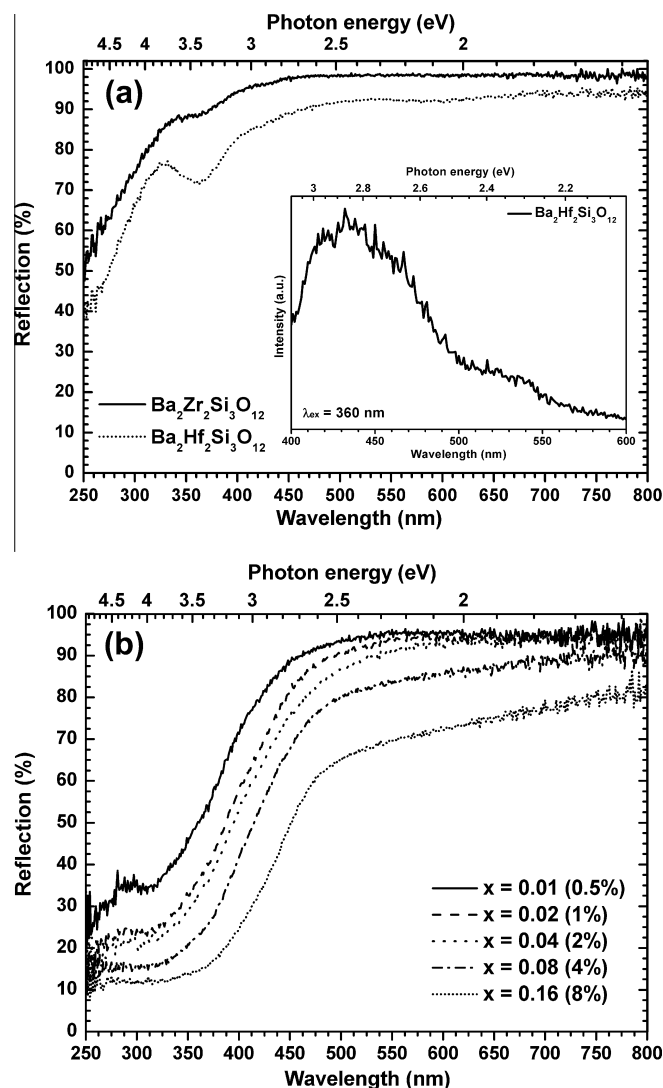 Photon energy (eV)
4.5 4 3.5 3 2.5 2
(a)
100
90
80
70
60
50
40
30
20
10
0
Reflection (%)
Photon energy (eV)
3 2.8 2.6 2.4 2.2
Ba₂Hf₂Si₃O₁₂
Intensity (a.u.)
λex = 360 nm
400 450 500 550 600
Wavelength (nm)
Ba₂Zr₂Si₃O₁₂
Ba₂Hf₂Si₃O₁₂
250 300 350 400 450 500 550 600 650 700 750 800
Wavelength (nm)
Photon energy (eV)
4.5 4 3.5 3 2.5 2
(b)
100
90
80
70
60
50
40
30
20
10
0
Reflection (%)
x = 0.01 (0.5%)
x = 0.02 (1%)
x = 0.04 (2%)
x = 0.08 (4%)
x = 0.16 (8%)
250 300 350 400 450 500 550 600 650 700 750 800
Wavelength (nm)